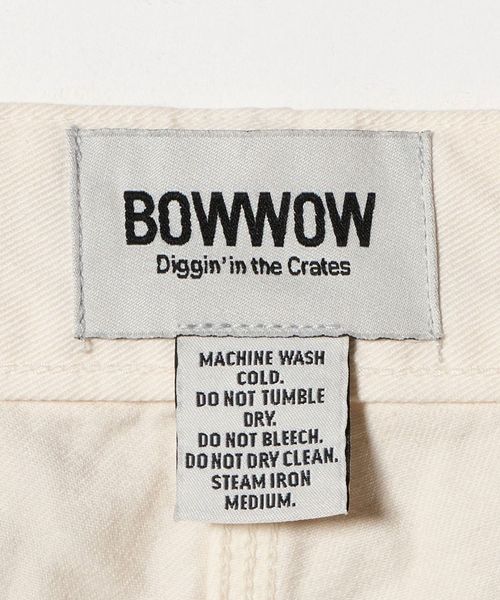 BOWWOW
Diggin' in the Crates
MACHINE WASH
COLD.
DO NOT TUMBLE
DRY.
DO NOT BLEECH.
DO NOT DRY CLEAN.
STEAM IRON
MEDIUM.